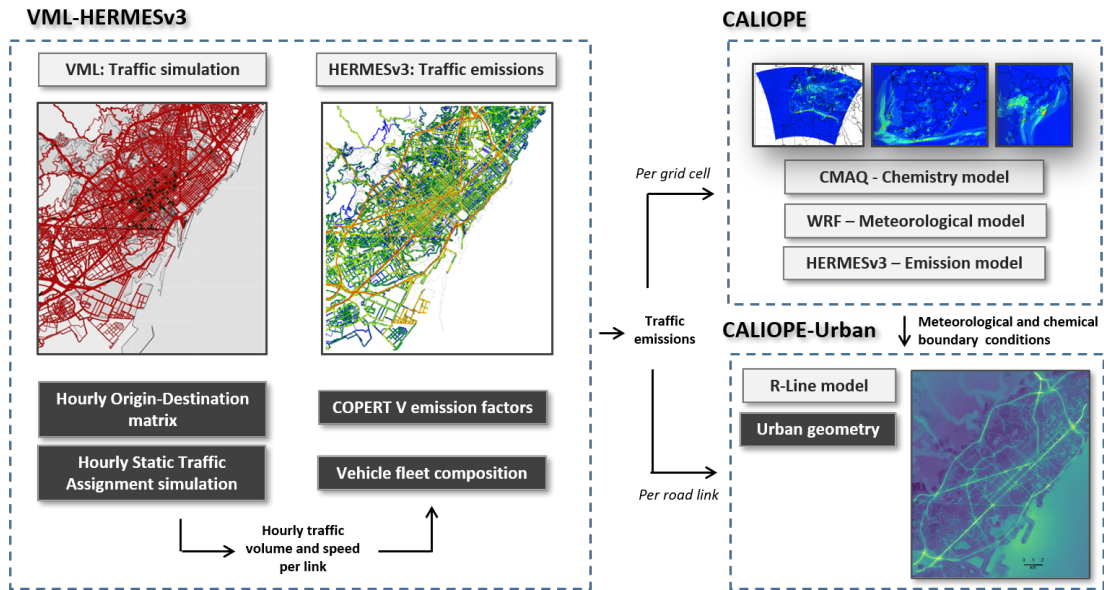 VML-HERMESv3
VML: Traffic simulation
HERMESv3: Traffic emissions
Hourly Origin-Destination
matrix
Hourly Static Traffic
Assignment simulation
COPERT V emission factors
Vehicle fleet composition
Hourly traffic
volume and speed
per link
Per grid cell
Traffic
emissions
Per road link
CALIOPE
CMAQ - Chemistry model
WRF – Meteorological model
HERMESv3 – Emission model
CALIOPE-Urban
Meteorological and chemical
boundary conditions
R-Line model
Urban geometry
0 1 2